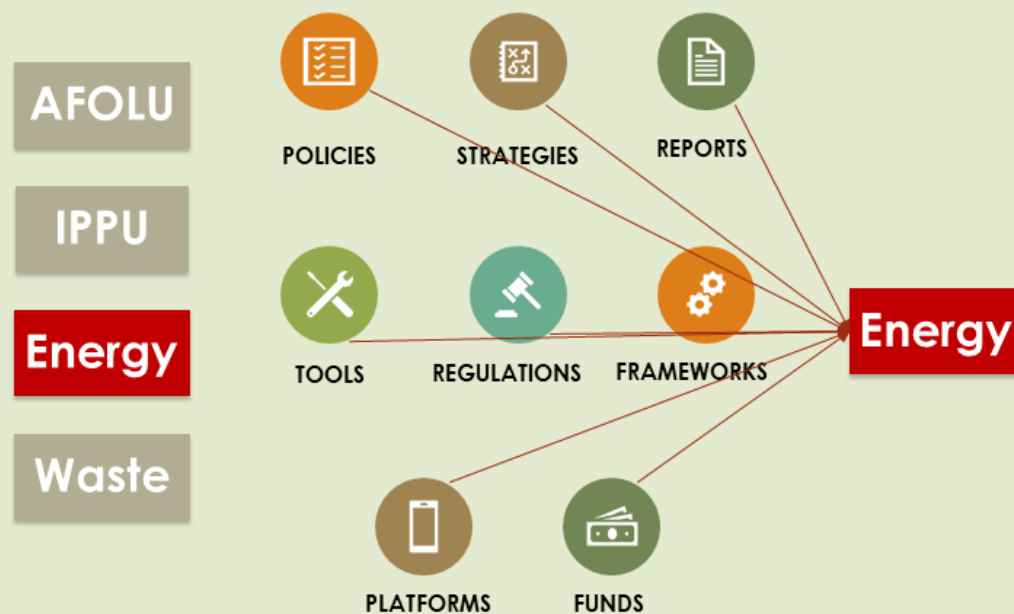 AFOLU
IPPU
Energy
Waste
POLICIES
STRATEGIES
REPORTS
TOOLS
REGULATIONS
FRAMEWORKS
PLATFORMS
FUNDS
Energy